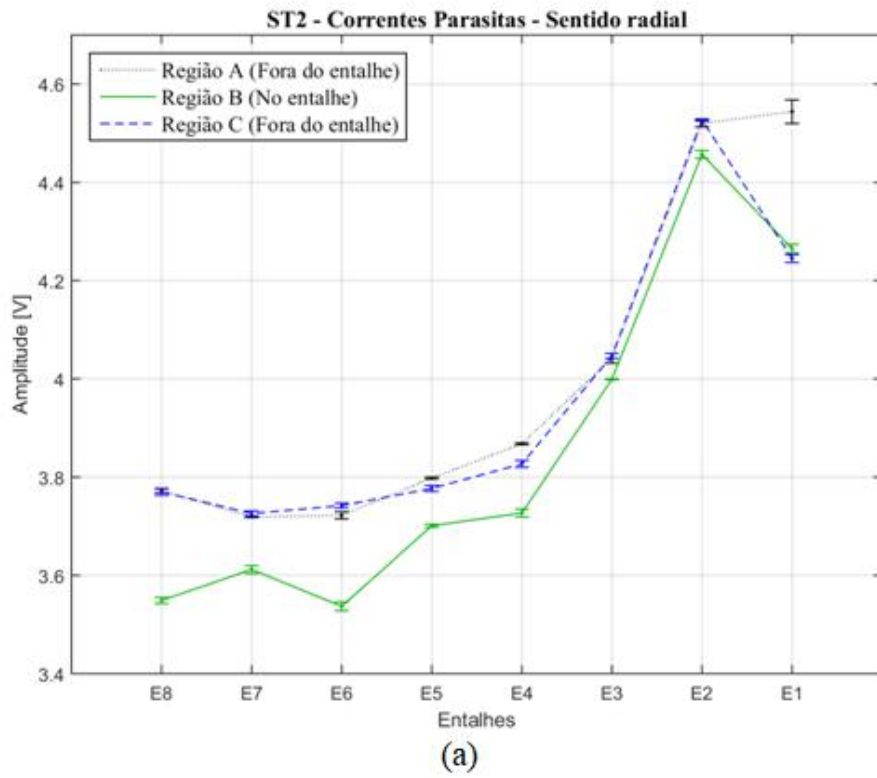 ST2 - Correntes Parasitas - Sentido radial
Região A (Fora do entalhe)
Região B (No entalhe)
Região C (Fora do entalhe)
Amplitude [V]
4.6
4.4
4.2
4
3.8
3.6
3.4
E8 E7 E6 E5 E4 E3 E2 E1
Entalhes
(a)